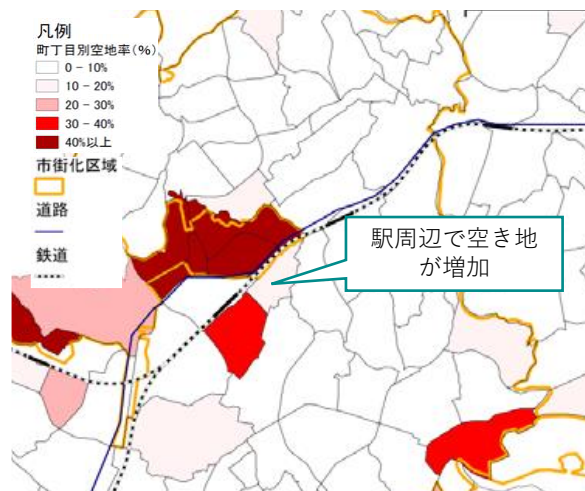 凡例
町丁目別空地率(%)
0 - 10%
10 - 20%
20 - 30%
30 - 40%
40%以上
市街化区域
道路
鉄道
駅周辺で空き地
が増加